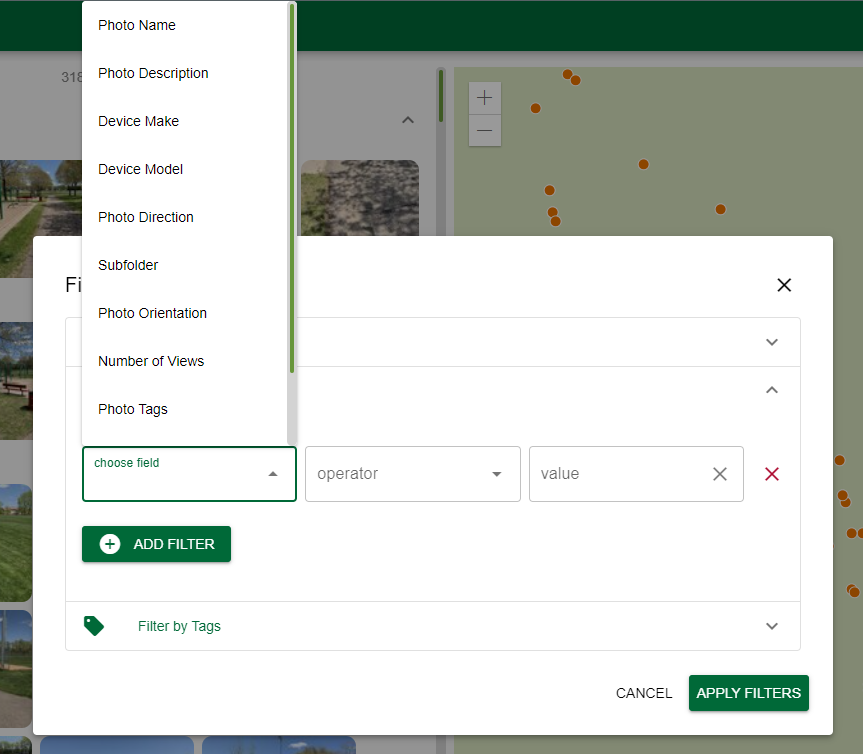 Photo Name
Photo Description
318
Device Make
Device Model
Photo Direction
Subfolder
Fi
Photo Orientation
Number of Views
Photo Tags
choose field
operator
value
ADD FILTER
Filter by Tags
CANCEL
APPLY FILTERS